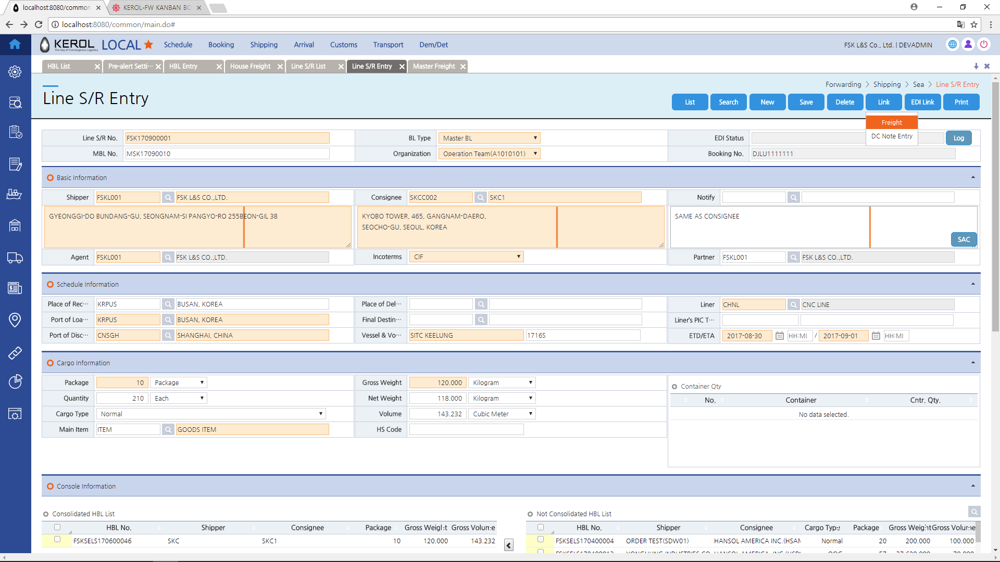 localhost:8080/common
KEROL-FW KANBAN BO
localhost:8080/common/main.do#
KEROL LOCAL
The Key of Convergence Logistics
Schedule Booking Shipping Arrival Customs Transport Dem/Det
FSK L&S Co., Ltd. | DEVADMIN
HBL List Pre-alert Setti··· HBL Entry House Freight Line S/R List Line S/R Entry Master Freight
Forwarding > Shipping > Sea > Line S/R Entry
Line S/R Entry
List Search New Save Delete Link EDI Link Print
Freight
DC Note Entry
Line S/R No. FSK170900001 BL Type Master BL EDI Status Log
MBL No. MSK17090010 Organization Operation Team(A1010101) Booking No. DJLU1111111
Basic Information
Shipper FSKL001 FSK L&S CO.,LTD. Consignee SKCC002 SKC1 Notify
GYEONGGI-DO BUNDANG-GU, SEONGNAM-SI PANGYO-RO 255BEON-GIL 38
KYOBO TOWER, 465, GANGNAM-DAERO,
SEOCHO-GU, SEOUL, KOREA
SAME AS CONSIGNEE
SAC
Agent FSKL001 FSK L&S CO.,LTD. Incoterms CIF Partner FSKL001 FSK L&S CO.,LTD.
Schedule Information
Place of Rec··· KRPUS BUSAN, KOREA Place of Del··· Liner CHNL CNC LINE
Port of Loa··· KRPUS BUSAN, KOREA Final Destin··· Liner's PIC T···
Port of Disc··· CNSGH SHANGHAI, CHINA Vessel & Vo··· SITC KEELUNG 1716S ETD/ETA 2017-08-30 HH:MI / 2017-09-01 HH:MI
Cargo Information
Package 10 Package Gross Weight 120.000 Kilogram
Quantity 210 Each Net Weight 118.000 Kilogram
Cargo Type Normal Volume 143.232 Cubic Meter
Main Item ITEM GOODS ITEM HS Code
Container Qty
No. Container Cntr. Qty.
No data selected.
Console Information
Consolidated HBL List
HBL No. Shipper Consignee Package Gross Weight Gross Volume
FSKSELS170600046 SKC SKC1 10 120.000 143.232
Not Consolidated HBL List
HBL No. Shipper Consignee Cargo Type Package Gross Weight Gross Volume
FSKSELS170400004 ORDER TEST(SDW01) HANSOL AMERICA INC.(HSAM Normal 20 200.000 100.000